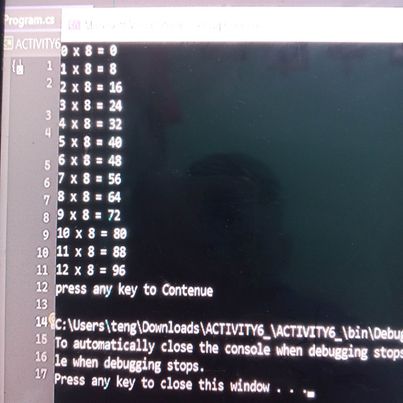 Program.cs
ACTIVITY6
0 x 8 = 0
1 x 8 = 8
2 x 8 = 16
3 x 8 = 24
4 x 8 = 32
5 x 8 = 40
6 x 8 = 48
7 x 8 = 56
8 x 8 = 64
9 x 8 = 72
10 x 8 = 80
11 x 8 = 88
12 x 8 = 96
press any key to Contenue
C:\Users\teng\Downloads\ACTIVITY6_\ACTIVITY6_\bin\Debug
To automatically close the console when debugging stops
le when debugging stops.
Press any key to close this window . . .
1
2
3
4
5
6
7
8
9
10
11
12
13
14
15
16
17